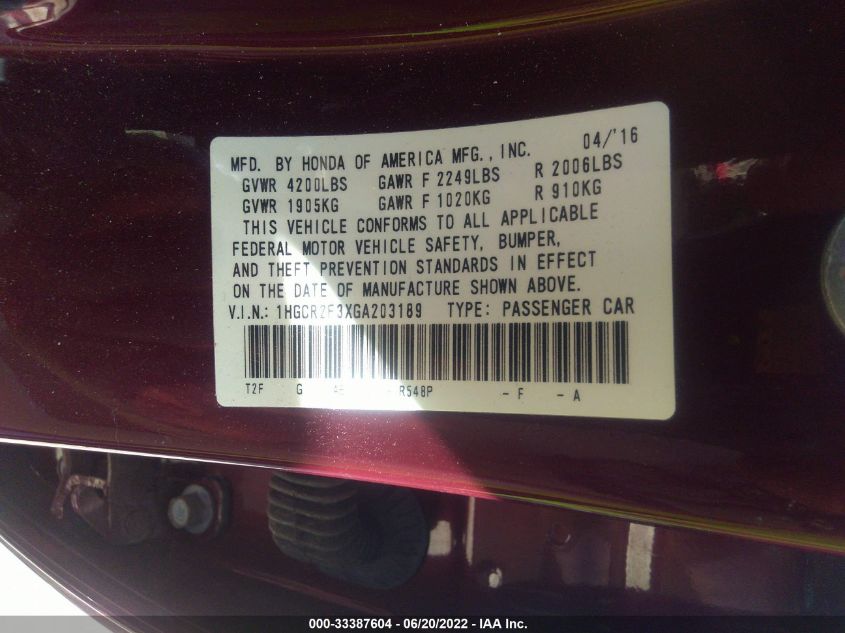 MFD. BY HONDA OF AMERICA MFG., INC. 04/'16
GVWR 4200LBS GAWR F 2249LBS R 2006LBS
GVWR 1905KG GAWR F 1020KG R 910KG
THIS VEHICLE CONFORMS TO ALL APPLICABLE
FEDERAL MOTOR VEHICLE SAFETY, BUMPER,
AND THEFT PREVENTION STANDARDS IN EFFECT
ON THE DATE OF MANUFACTURE SHOWN ABOVE.
V.I.N.: 1HGCR2F3XGA203189 TYPE: PASSENGER CAR
T2F G - R548P - F - A
000-33387604 / 06/20/2022 - IAA Inc.